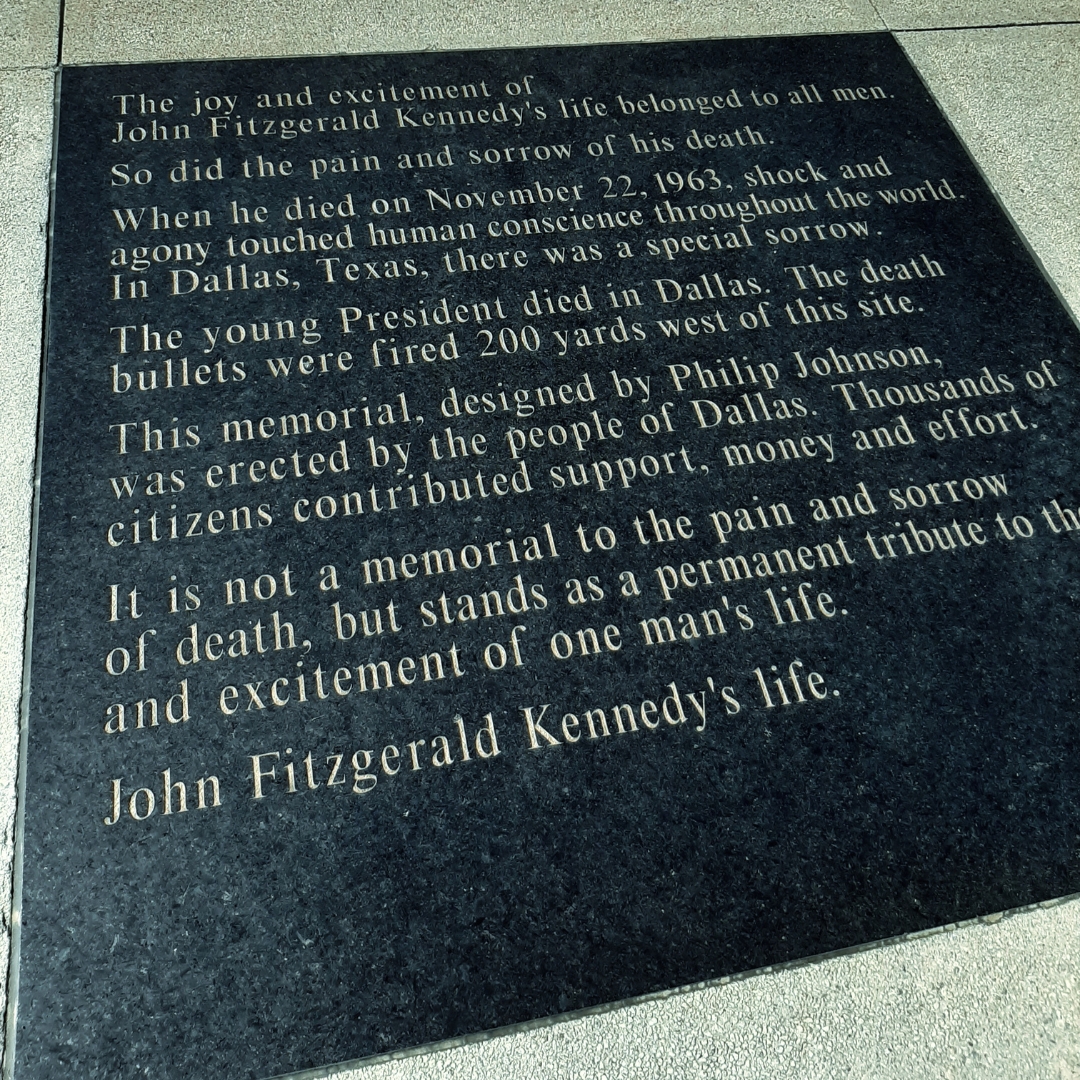 The joy and excitement of
John Fitzgerald Kennedy's life belonged to all men.
So did the pain and sorrow of his death.
When he died on November 22, 1963, shock and
agony touched human conscience throughout the world.
In Dallas, Texas, there was a special sorrow.
The young President died in Dallas. The death
bullets were fired 200 yards west of this site.
This memorial, designed by Philip Johnson,
was erected by the people of Dallas. Thousands of
citizens contributed support, money and effort.
It is not a memorial to the pain and sorrow
of death, but stands as a permanent tribute to
and excitement of one man's life.
John Fitzgerald Kennedy's life.